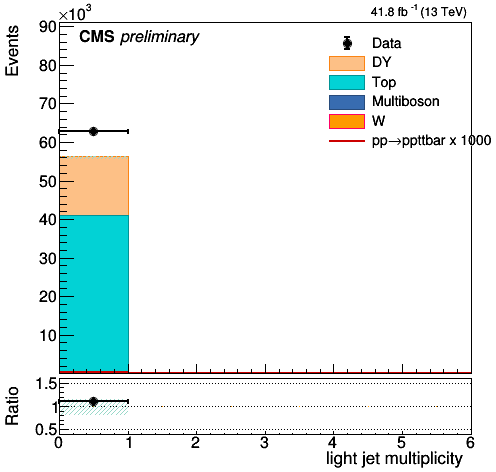 ×10³
41.8 fb ⁻¹ (13 TeV)
Events
CMS preliminary
Data
DY
Top
Multiboson
W
pp→ppttbar x 1000
90
80
70
60
50
40
30
20
10
Ratio
1.5
1
0.5
0 1 2 3 4 5 6
light jet multiplicity